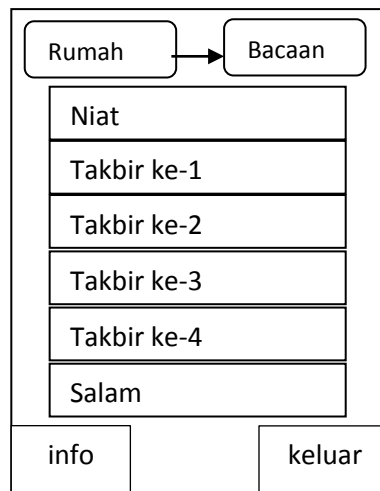 Rumah
Bacaan
Niat
Takbir ke-1
Takbir ke-2
Takbir ke-3
Takbir ke-4
Salam
info
keluar